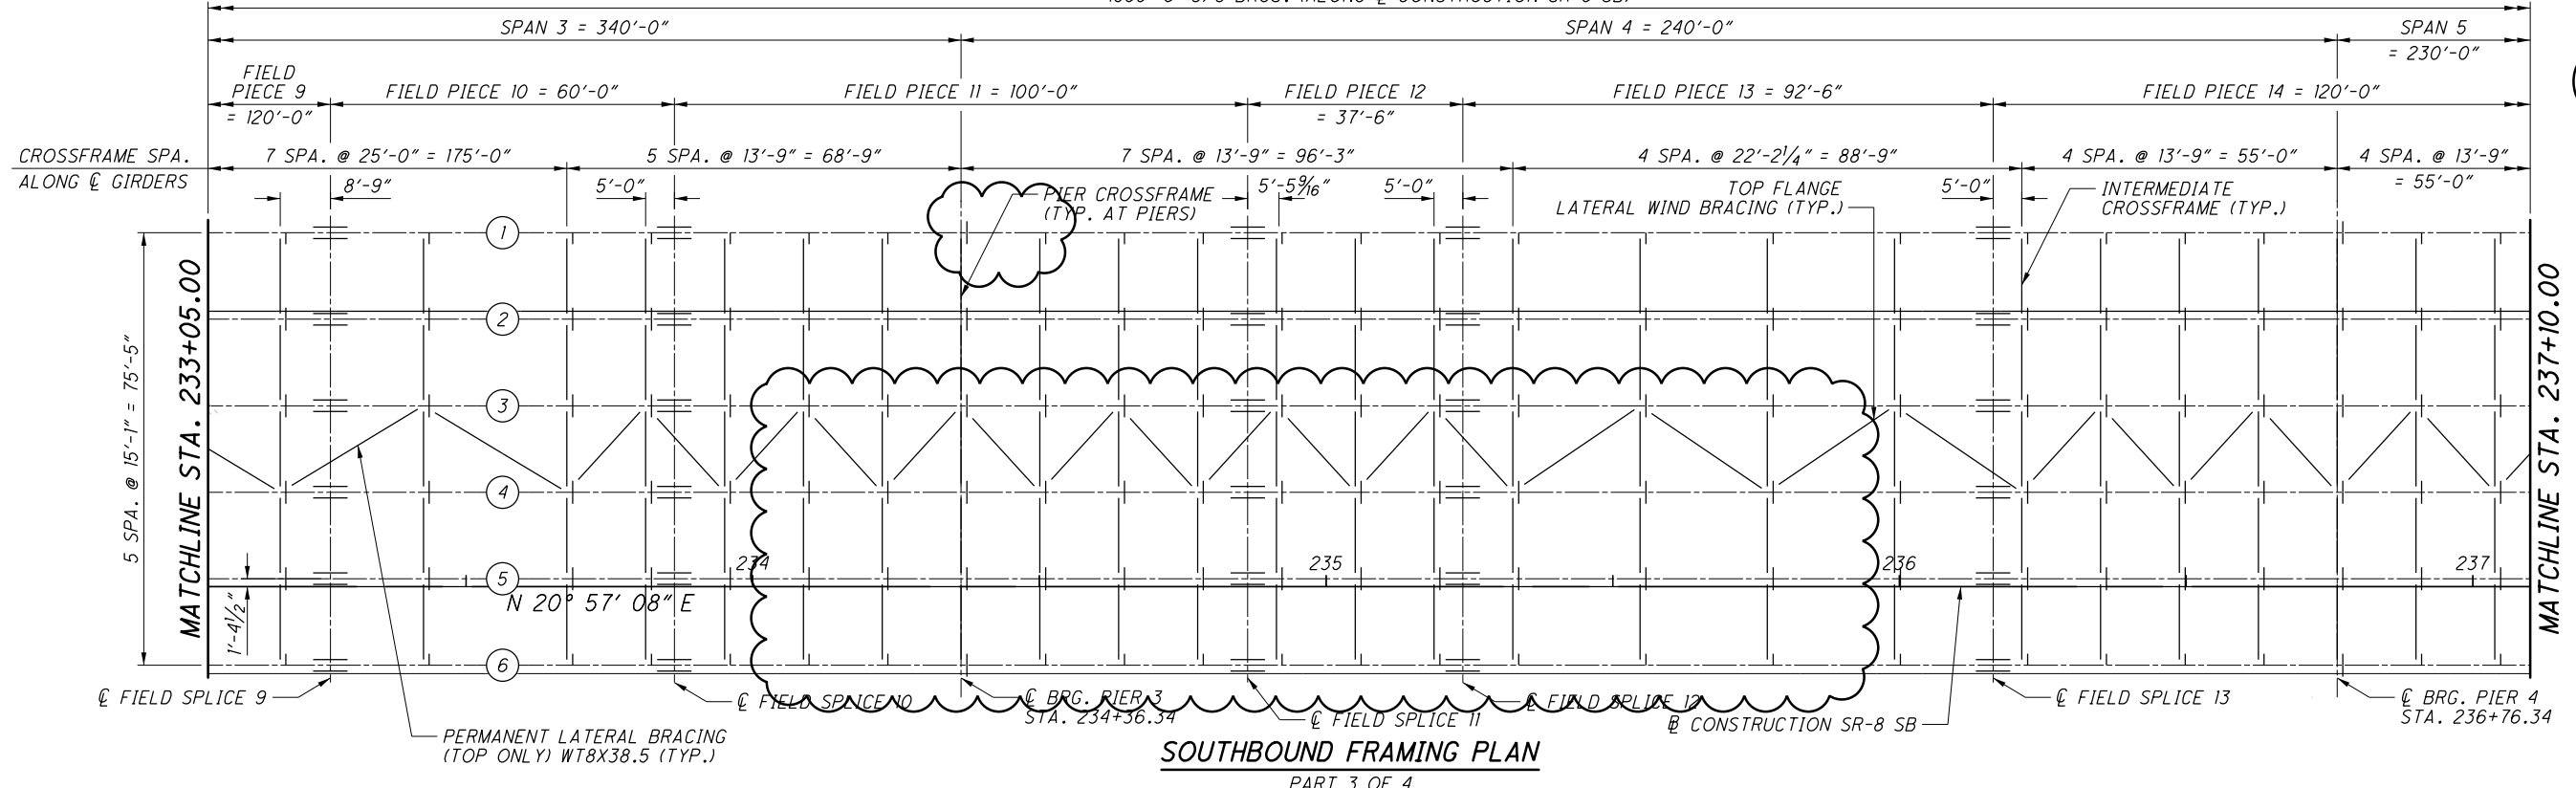 SPAN 3 = 340'-0"
SPAN 4 = 240'-0"
SPAN 5
= 230'-0"
FIELD
PIECE 9
= 120'-0"
FIELD PIECE 10 = 60'-0"
FIELD PIECE 11 = 100'-0"
FIELD PIECE 12
= 37'-6"
FIELD PIECE 13 = 92'-6"
FIELD PIECE 14 = 120'-0"
CROSSFRAME SPA.
ALONG ℄ GIRDERS
7 SPA. @ 25'-0" = 175'-0"
5 SPA. @ 13'-9" = 68'-9"
7 SPA. @ 13'-9" = 96'-3"
4 SPA. @ 22'-2 1/4" = 88'-9"
4 SPA. @ 13'-9" = 55'-0"
4 SPA. @ 13'-9"
= 55'-0"
8'-9"
5'-0"
PIER CROSSFRAME
(TYP. AT PIERS)
5'-5 9/16"
5'-0"
TOP FLANGE
LATERAL WIND BRACING (TYP.)
5'-0"
INTERMEDIATE
CROSSFRAME (TYP.)
1
2
3
4
5
6
5 SPA. @ 15'-1" = 75'-5"
MATCHLINE STA. 233+05.00
MATCHLINE STA. 237+10.00
1'-4 1/2"
N 20° 57' 08" E
234
235
236
237
℄ FIELD SPLICE 9
℄ FIELD SPLICE 10
℄ BRG. PIER 3
STA. 234+36.34
℄ FIELD SPLICE 11
℄ FIELD SPLICE 12
CONSTRUCTION SR-8 SB
℄ FIELD SPLICE 13
℄ BRG. PIER 4
STA. 236+76.34
PERMANENT LATERAL BRACING
(TOP ONLY) WT8X38.5 (TYP.)
SOUTHBOUND FRAMING PLAN
PART 3 OF 4